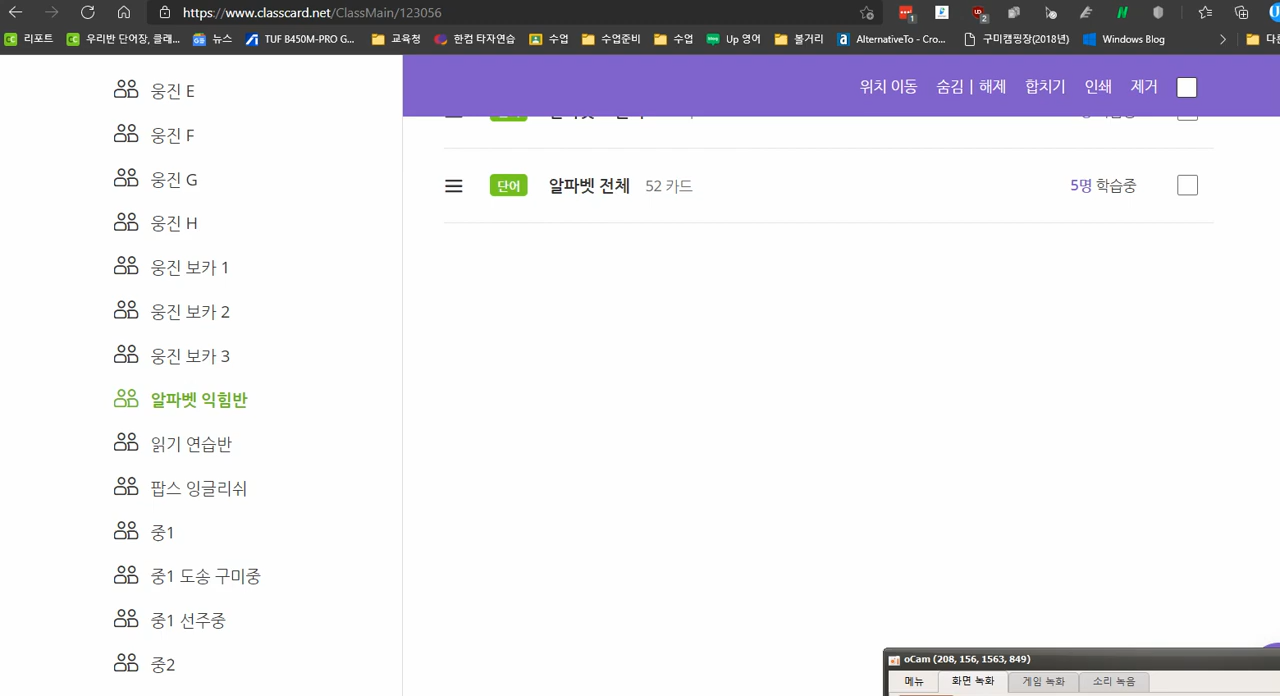 https://www.classcard.net/ClassMain/123056
리포트 우리반 단어장, 클래... 뉴스 TUF B450M-PRO G... 교육청 한컴 타자연습 수업 수업준비 수업 Up 영어 볼거리 AlternativeTo - Cro... 구미캠핑장(2018년) Windows Blog
위치 이동 숨김 | 해제 합치기 인쇄 제거
단어 알파벳 전체 52 카드 5명 학습중
웅진 E
웅진 F
웅진 G
웅진 H
웅진 보카 1
웅진 보카 2
웅진 보카 3
알파벳 익힘반
읽기 연습반
팝스 잉글리쉬
중1
중1 도송 구미중
중1 선주중
중2
oCam (208, 156, 1563, 849)
메뉴 화면 녹화 게임 녹화 소리 녹음